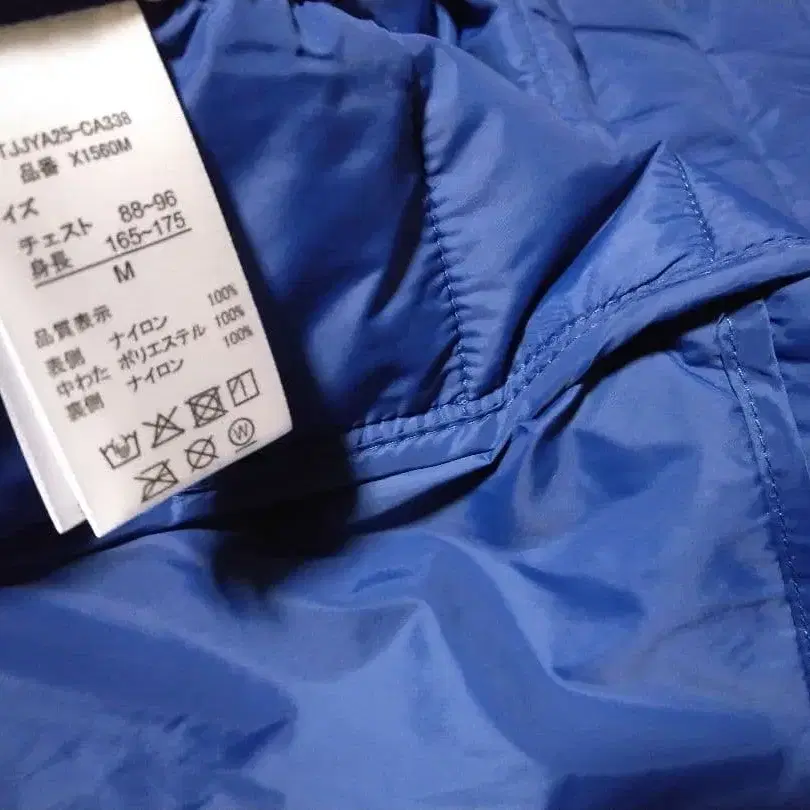 TJJYA25-CA338
品番 X1560M
イズ
チェスト 88~96
身長 165~175
M
品質表示
表側 ナイロン 100%
中わた ポリエステル 100%
裏側 ナイロン 100%
W